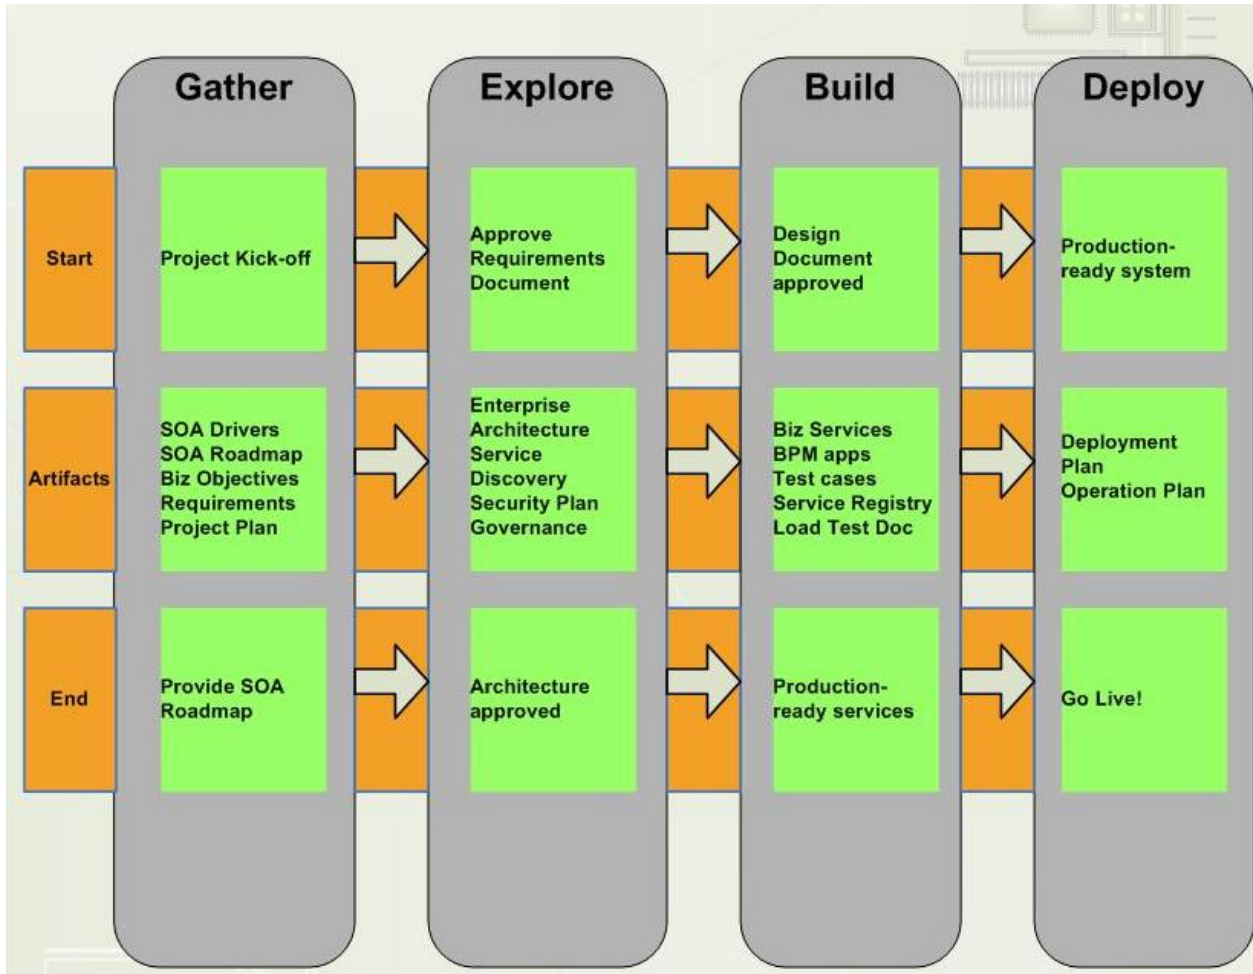 Gather
Explore
Build
Deploy
Start
Project Kick-off
Approve
Requirements
Document
Design
Document
approved
Production-
ready system
Artifacts
SOA Drivers
SOA Roadmap
Biz Objectives
Requirements
Project Plan
Enterprise
Architecture
Service
Discovery
Security Plan
Governance
Biz Services
BPM apps
Test cases
Service Registry
Load Test Doc
Deployment
Plan
Operation Plan
End
Provide SOA
Roadmap
Architecture
approved
Production-
ready services
Go Live!